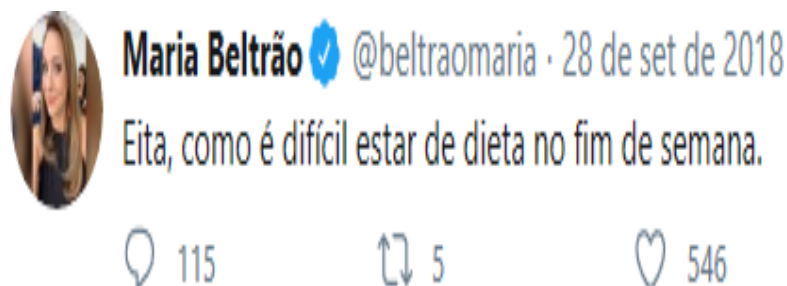 Maria Beltrão @beltraomaria · 28 de set de 2018
Eita, como é difícil estar de dieta no fim de semana.
115 5 546